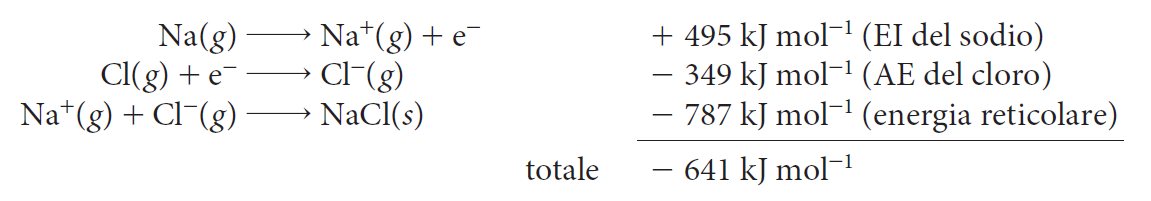 Na(g) ⟶ Na⁺(g) + e⁻ + 495 kJ mol⁻¹ (EI del sodio)
Cl(g) + e⁻ ⟶ Cl⁻(g) − 349 kJ mol⁻¹ (AE del cloro)
Na⁺(g) + Cl⁻(g) ⟶ NaCl(s) − 787 kJ mol⁻¹ (energia reticolare)
totale − 641 kJ mol⁻¹